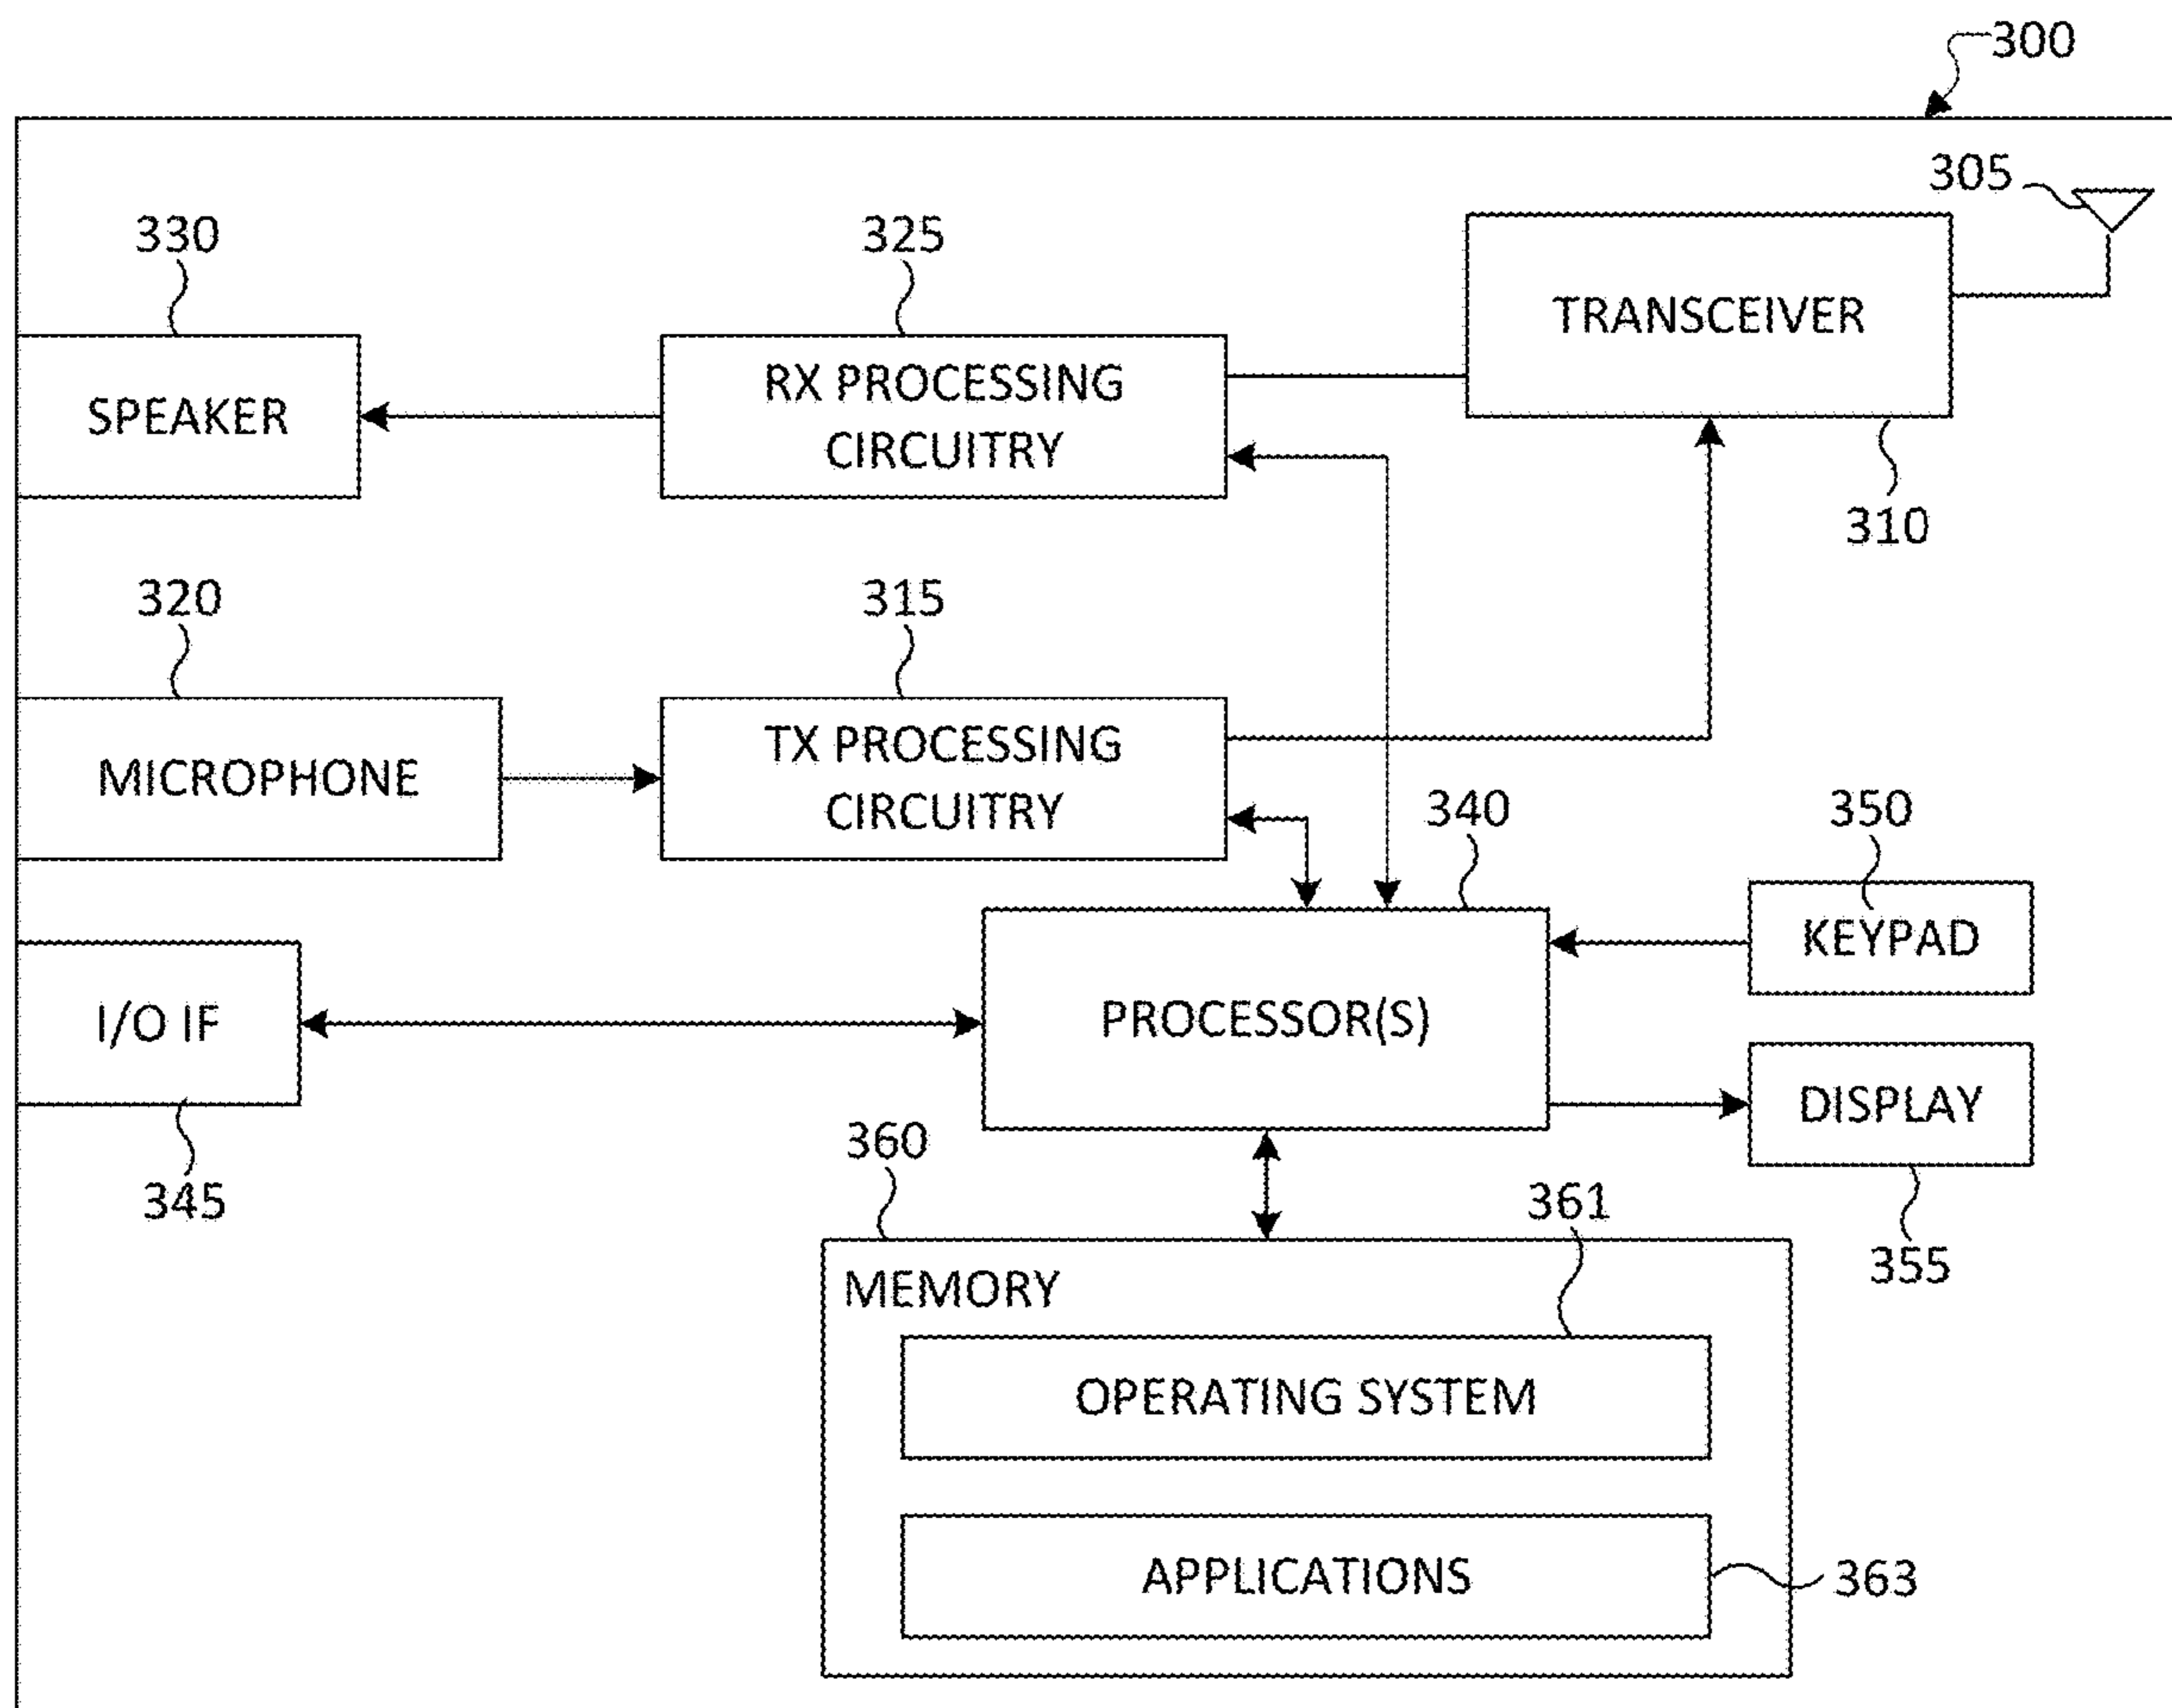 300
305
330
325
TRANSCEIVER
SPEAKER
RX PROCESSING
CIRCUITRY
310
320
315
MICROPHONE
TX PROCESSING
CIRCUITRY
340
350
KEYPAD
I/O IF
PROCESSOR(S)
DISPLAY
345
360
361
355
MEMORY
OPERATING SYSTEM
APPLICATIONS
363